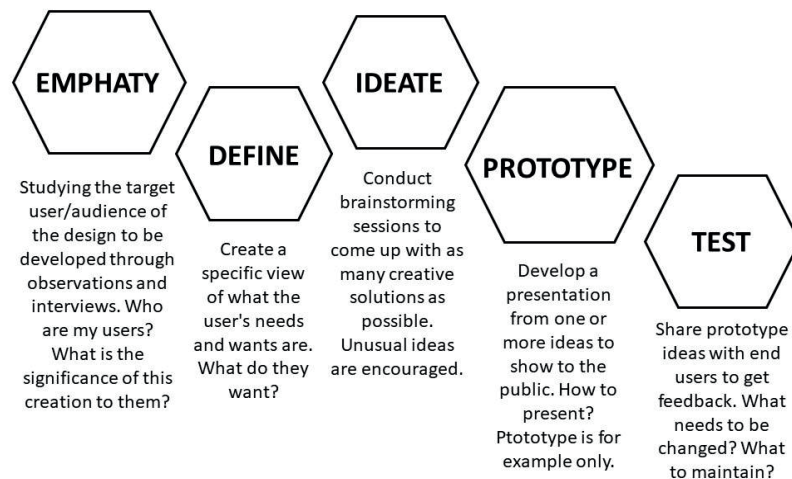 EMPHATY
Studying the target
user/audience of
the design to be
developed through
observations and
interviews. Who
are my users?
What is the
significance of this
creation to them?
DEFINE
Create a
specific view
of what the
user's needs
and wants are.
What do they
want?
IDEATE
Conduct
brainstorming
sessions to
come up with as
many creative
solutions as
possible.
Unusual ideas
are encouraged.
PROTOTYPE
Develop a
presentation
from one or
more ideas to
show to the
public. How to
present?
Ptototype is for
example only.
TEST
Share prototype
ideas with end
users to get
feedback. What
needs to be
changed? What
to maintain?